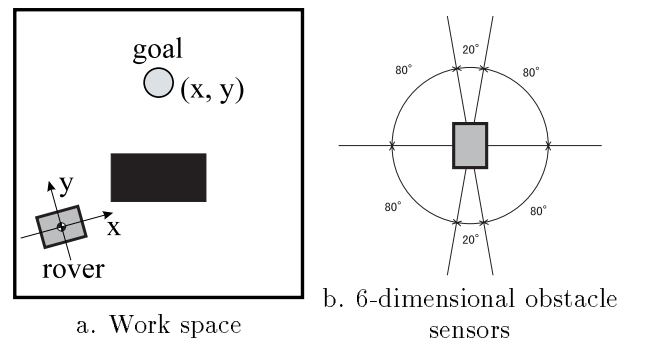 goal
(x, y)
y
x
rover
a. Work space
20°
80°
80°
80°
80°
20°
b. 6-dimensional obstacle
sensors